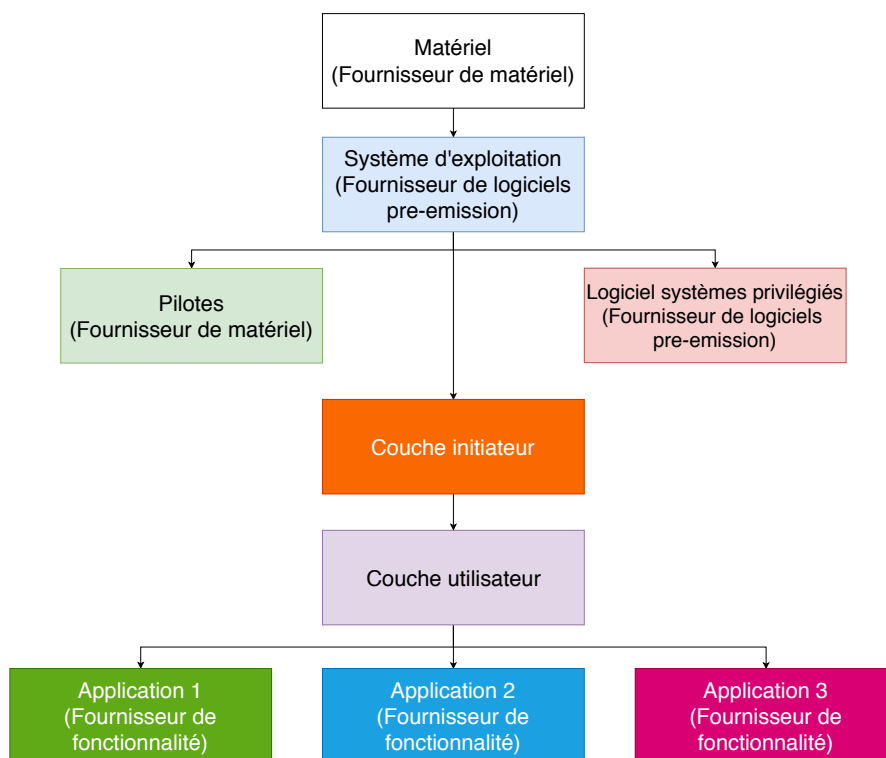 Matériel
(Fournisseur de matériel)
Système d'exploitation
(Fournisseur de logiciels
pre-emission)
Pilotes
(Fournisseur de matériel)
Logiciel systèmes privilégiés
(Fournisseur de logiciels
pre-emission)
Couche initiateur
Couche utilisateur
Application 1
(Fournisseur de
fonctionnalité)
Application 2
(Fournisseur de
fonctionnalité)
Application 3
(Fournisseur de
fonctionnalité)